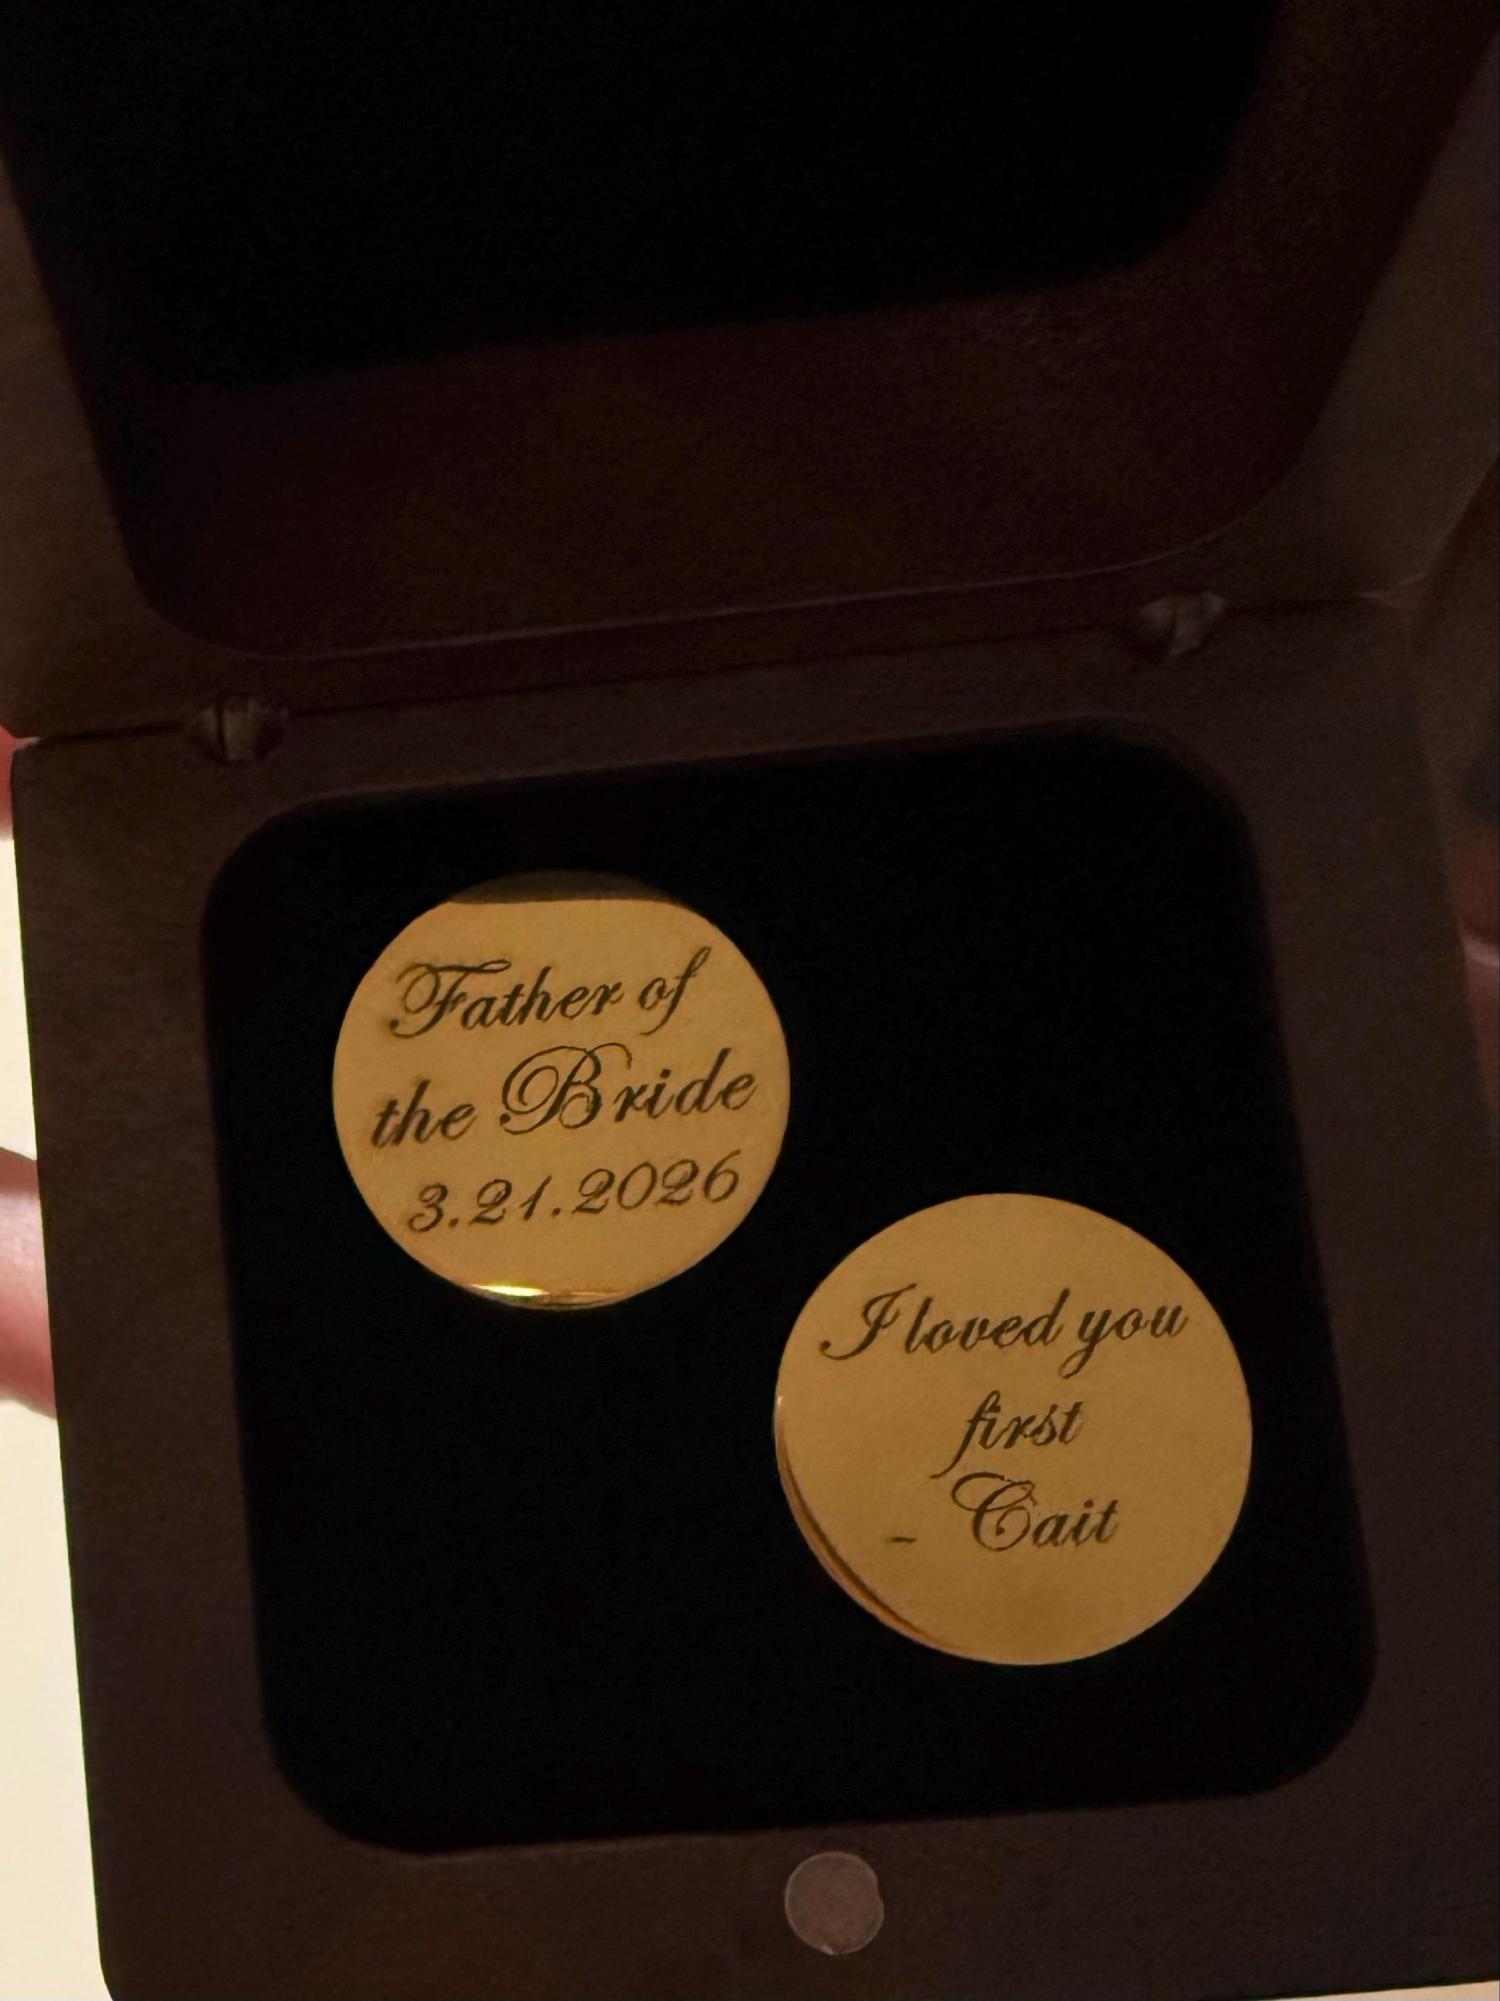 Father of
the Bride
3.21.2026
I loved you
first
- Cait